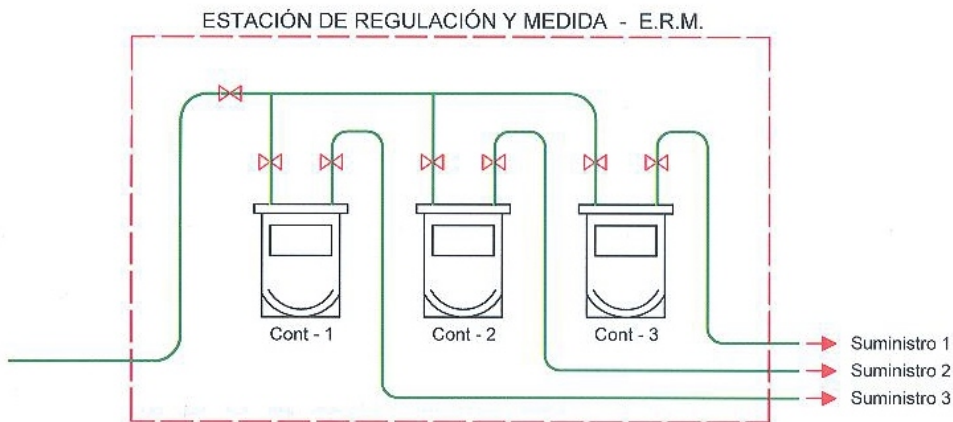 ESTACIÓN DE REGULACIÓN Y MEDIDA - E.R.M.
Cont - 1
Cont - 2
Cont - 3
Suministro 1
Suministro 2
Suministro 3